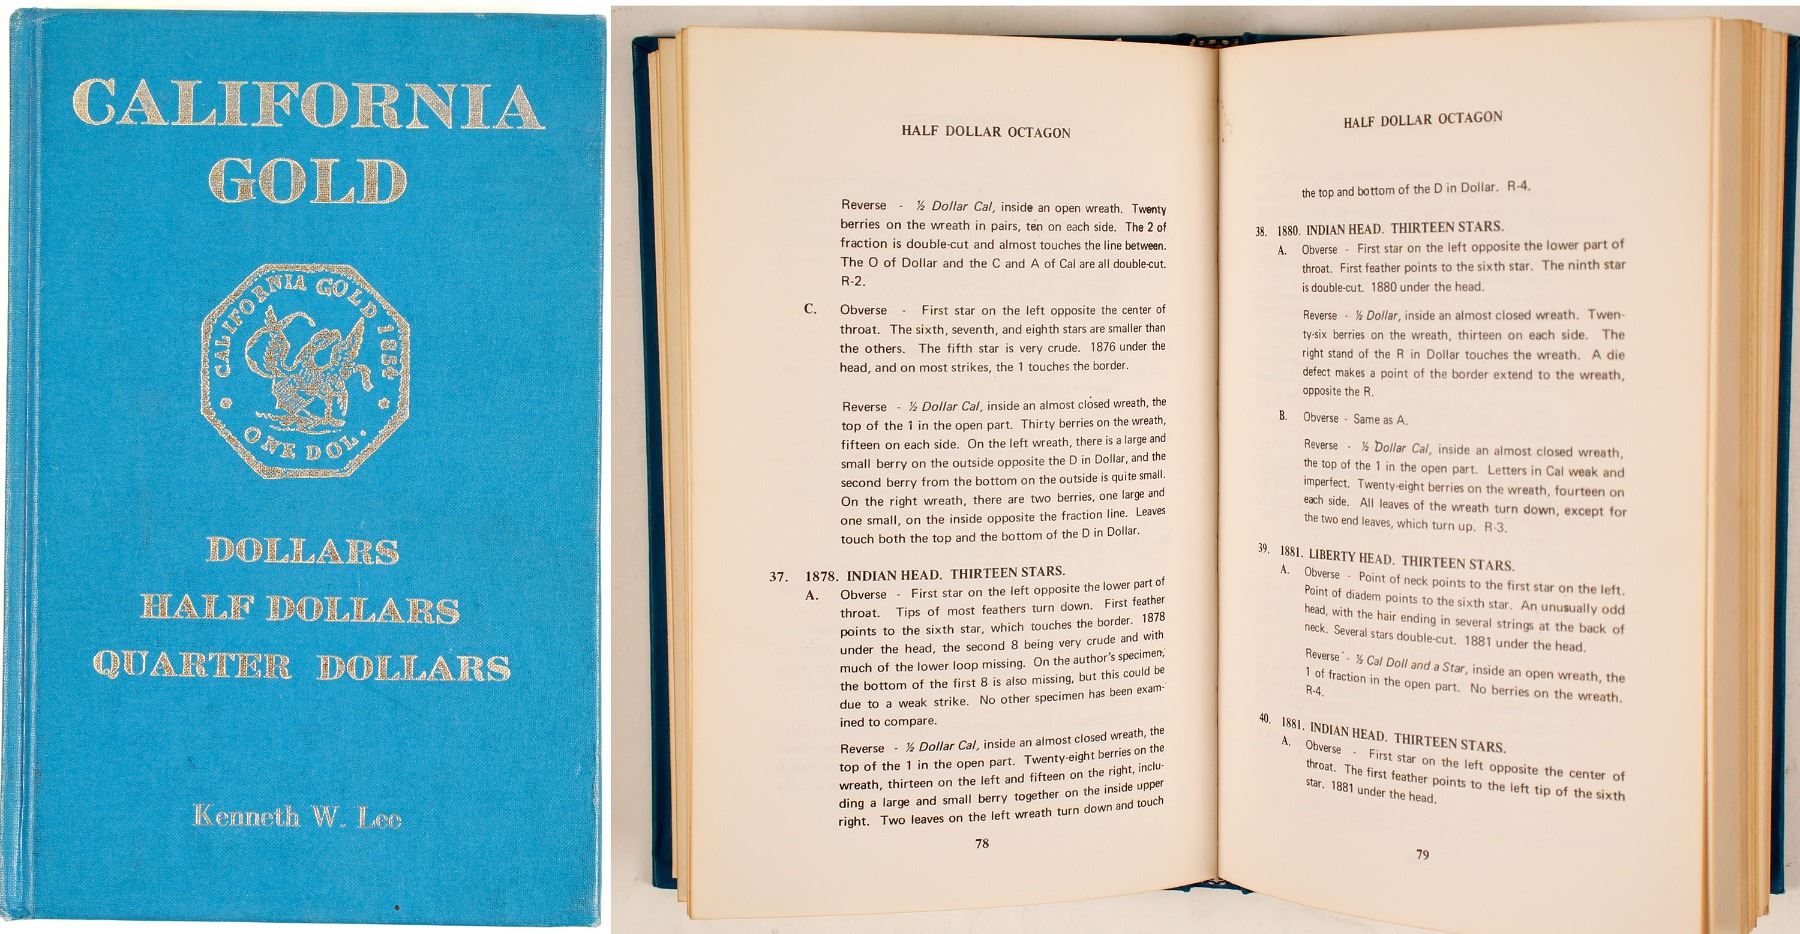 CALIFORNIA
GOLD
CALIFORNIA GOLD 1854
ONE DOL.
DOLLARS
HALF DOLLARS
QUARTER DOLLARS
Kenneth W. Lee
HALF DOLLAR OCTAGON
Reverse - ½ Dollar Cal, inside an open wreath. Twenty
berries on the wreath in pairs, ten on each side. The 2 of
fraction is double-cut and almost touches the line between.
The O of Dollar and the C and A of Cal are all double-cut.
R-2.
C. Obverse - First star on the left opposite the center of
throat. The sixth, seventh, and eighth stars are smaller than
the others. The fifth star is very crude. 1876 under the
head, and on most strikes, the 1 touches the border.
Reverse - ½ Dollar Cal, inside an almost closed wreath, the
top of the 1 in the open part. Thirty berries on the wreath,
fifteen on each side. On the left wreath, there is a large and
small berry on the outside opposite the D in Dollar, and the
second berry from the bottom on the outside is quite small.
On the right wreath, there are two berries, one large and
one small, on the inside opposite the fraction line. Leaves
touch both the top and the bottom of the D in Dollar.
37. 1878. INDIAN HEAD. THIRTEEN STARS.
A. Obverse - First star on the left opposite the lower part of
throat. Tips of most feathers turn down. First feather
points to the sixth star, which touches the border. 1878
under the head, the second 8 being very crude and with
much of the lower loop missing. On the author's specimen,
the bottom of the first 8 is also missing, but this could be
due to a weak strike. No other specimen has been exam-
ined to compare.
Reverse - ½ Dollar Cal, inside an almost closed wreath, the
top of the 1 in the open part. Twenty-eight berries on the
wreath, thirteen on the left and fifteen on the right, inclu-
ding a large and small berry together on the inside upper
right. Two leaves on the left wreath turn down and touch
78
HALF DOLLAR OCTAGON
the top and bottom of the D in Dollar. R-4.
38. 1880. INDIAN HEAD. THIRTEEN STARS.
A. Obverse - First star on the left opposite the lower part of
throat. First feather points to the sixth star. The ninth star
is double-cut. 1880 under the head.
Reverse - ½ Dollar, inside an almost closed wreath. Twen-
ty-six berries on the wreath, thirteen on each side. The
right stand of the R in Dollar touches the wreath. A die
defect makes a point of the border extend to the wreath,
opposite the R.
B. Obverse - Same as A.
Reverse - ½ Dollar Cal, inside an almost closed wreath,
the top of the 1 in the open part. Letters in Cal weak and
imperfect. Twenty-eight berries on the wreath, fourteen on
each side. All leaves of the wreath turn down, except for
the two end leaves, which turn up. R-3.
39. 1881. LIBERTY HEAD. THIRTEEN STARS.
A. Obverse - Point of neck points to the first star on the left.
Point of diadem points to the sixth star. An unusually odd
head, with the hair ending in several strings at the back of
neck. Several stars double-cut. 1881 under the head.
Reverse - ½ Cal Doll and a Star, inside an open wreath, the
1 of fraction in the open part. No berries on the wreath.
R-4.
40. 1881. INDIAN HEAD. THIRTEEN STARS.
A. Obverse - First star on the left opposite the center of
throat. The first feather points to the left tip of the sixth
star. 1881 under the head.
79